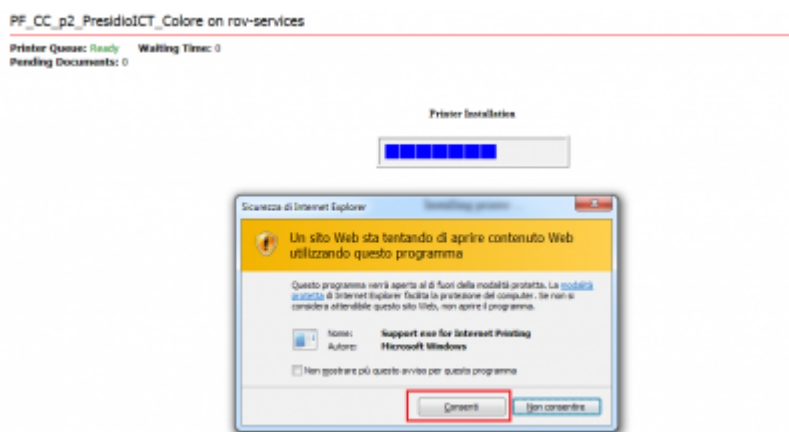 PF_CC_p2_PresidioICT_Colore on rov-services
Printer Queue: Ready Waiting Time: 0
Pending Documents: 0
Printer Installation
Sicurezza di Internet Explorer
Un sito Web sta tentando di aprire contenuto Web
utilizzando questo programma
Questo programma verrà aperto al di fuori della modalità protetta. La modalità
protetta di Internet Explorer facilita la protezione del computer. Se non si
considera attendibile questo sito Web, non aprire il programma.
Nome: Support exe for Internet Printing
Autore: Microsoft Windows
Non mostrare più questo avviso per questo programma
Consenti Non consentire